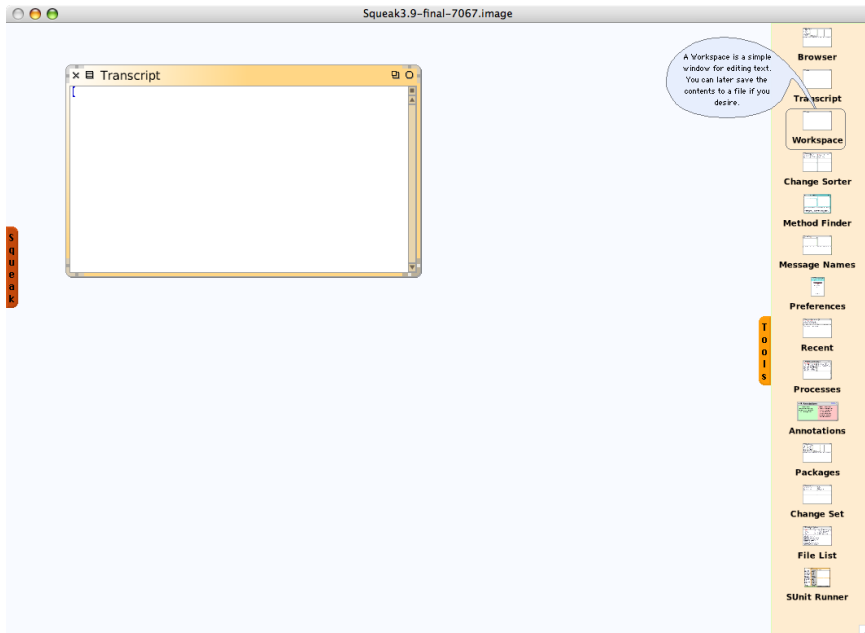 Squeak3.9-final-7067.image
Transcript
A Workspace is a simple
window for editing text.
You can later save the
contents to a file if you
desire.
Squeak
Tools
Browser
Transcript
Workspace
Change Sorter
Method Finder
Message Names
Preferences
Recent
Processes
Annotations
Packages
Change Set
File List
SUnit Runner